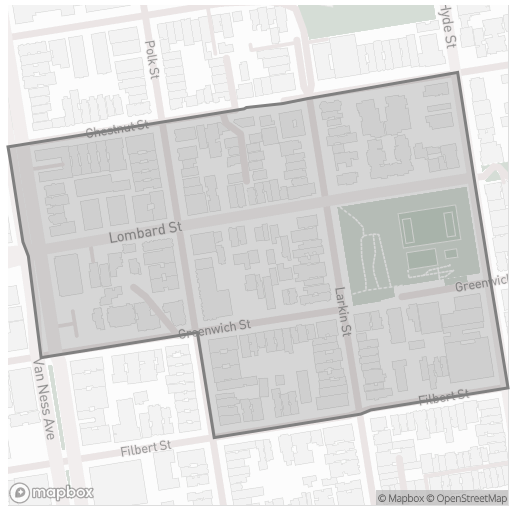 Hyde St
Polk St
Chestnut St
Lombard St
Greenwich
Larkin St
Greenwich St
Van Ness Ave
Filbert St
Filbert St
mapbox
© Mapbox © OpenStreetMap